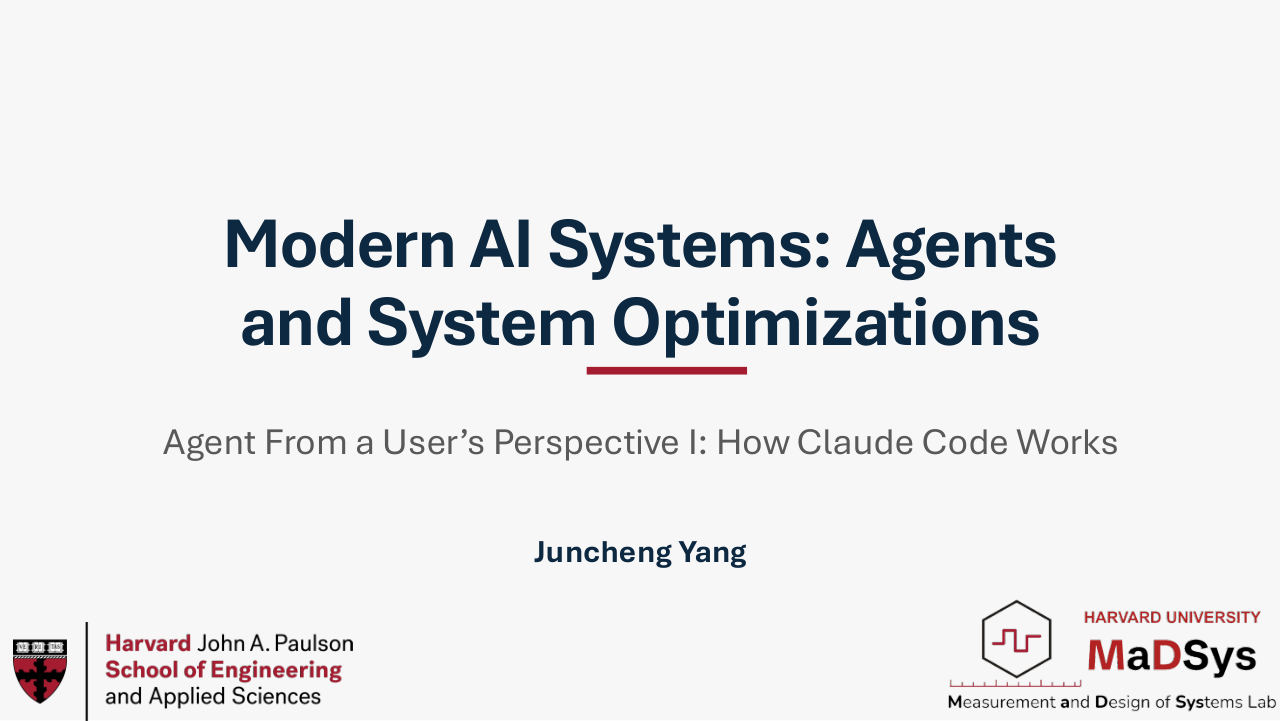 Modern AI Systems: Agents
and System Optimizations
Agent From a User’s Perspective I: How Claude Code Works
Juncheng Yang
Harvard John A. Paulson
School of Engineering
and Applied Sciences
HARVARD UNIVERSITY
MaDSys
Measurement and Design of Systems Lab